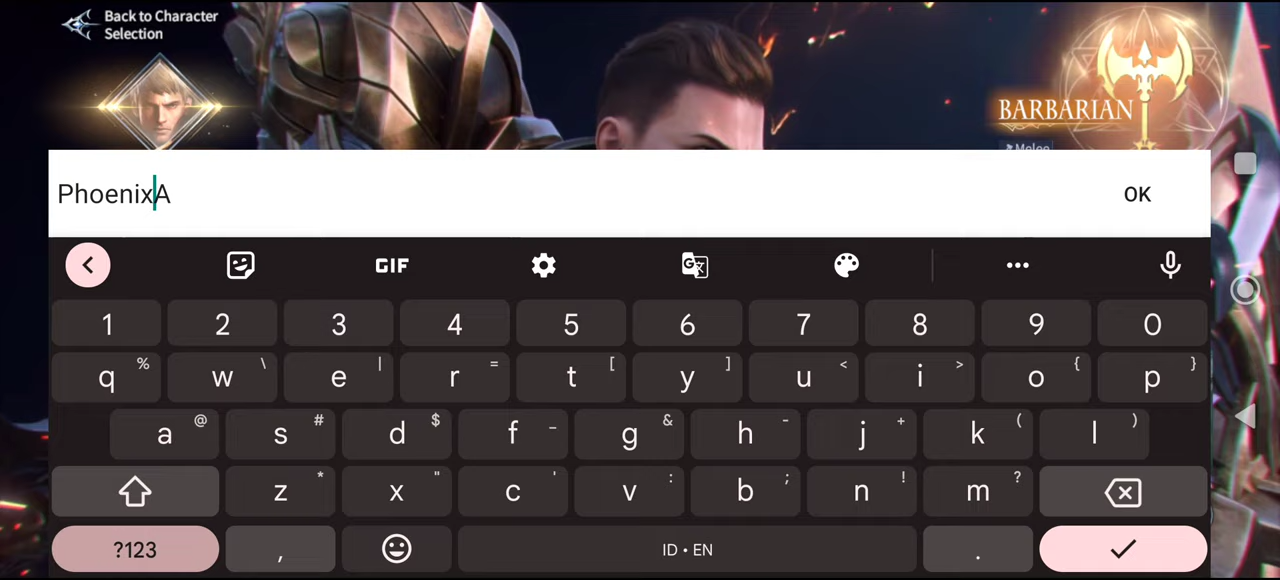 Back to Character
Selection
BARBARIAN
Melee
PhoenixA
OK
GIF
1 2 3 4 5 6 7 8 9 0
q % w \ e | r = t [ y ] u < i > o { p }
a @ s # d $ f _ g & h - j + k ( l )
z * x " c ' v : b ; n ! m ?
?123 , ID • EN .